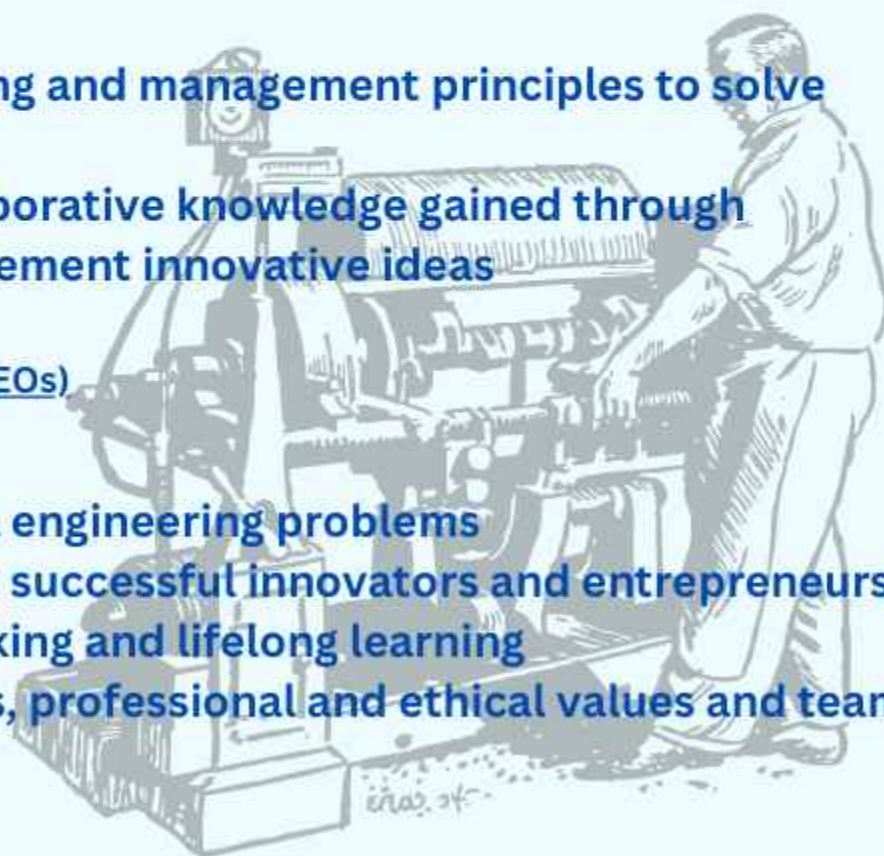 ng and management principles to solve
porative knowledge gained through
ement innovative ideas
EOs)
engineering problems
successful innovators and entrepreneurs
king and lifelong learning
s, professional and ethical values and tear